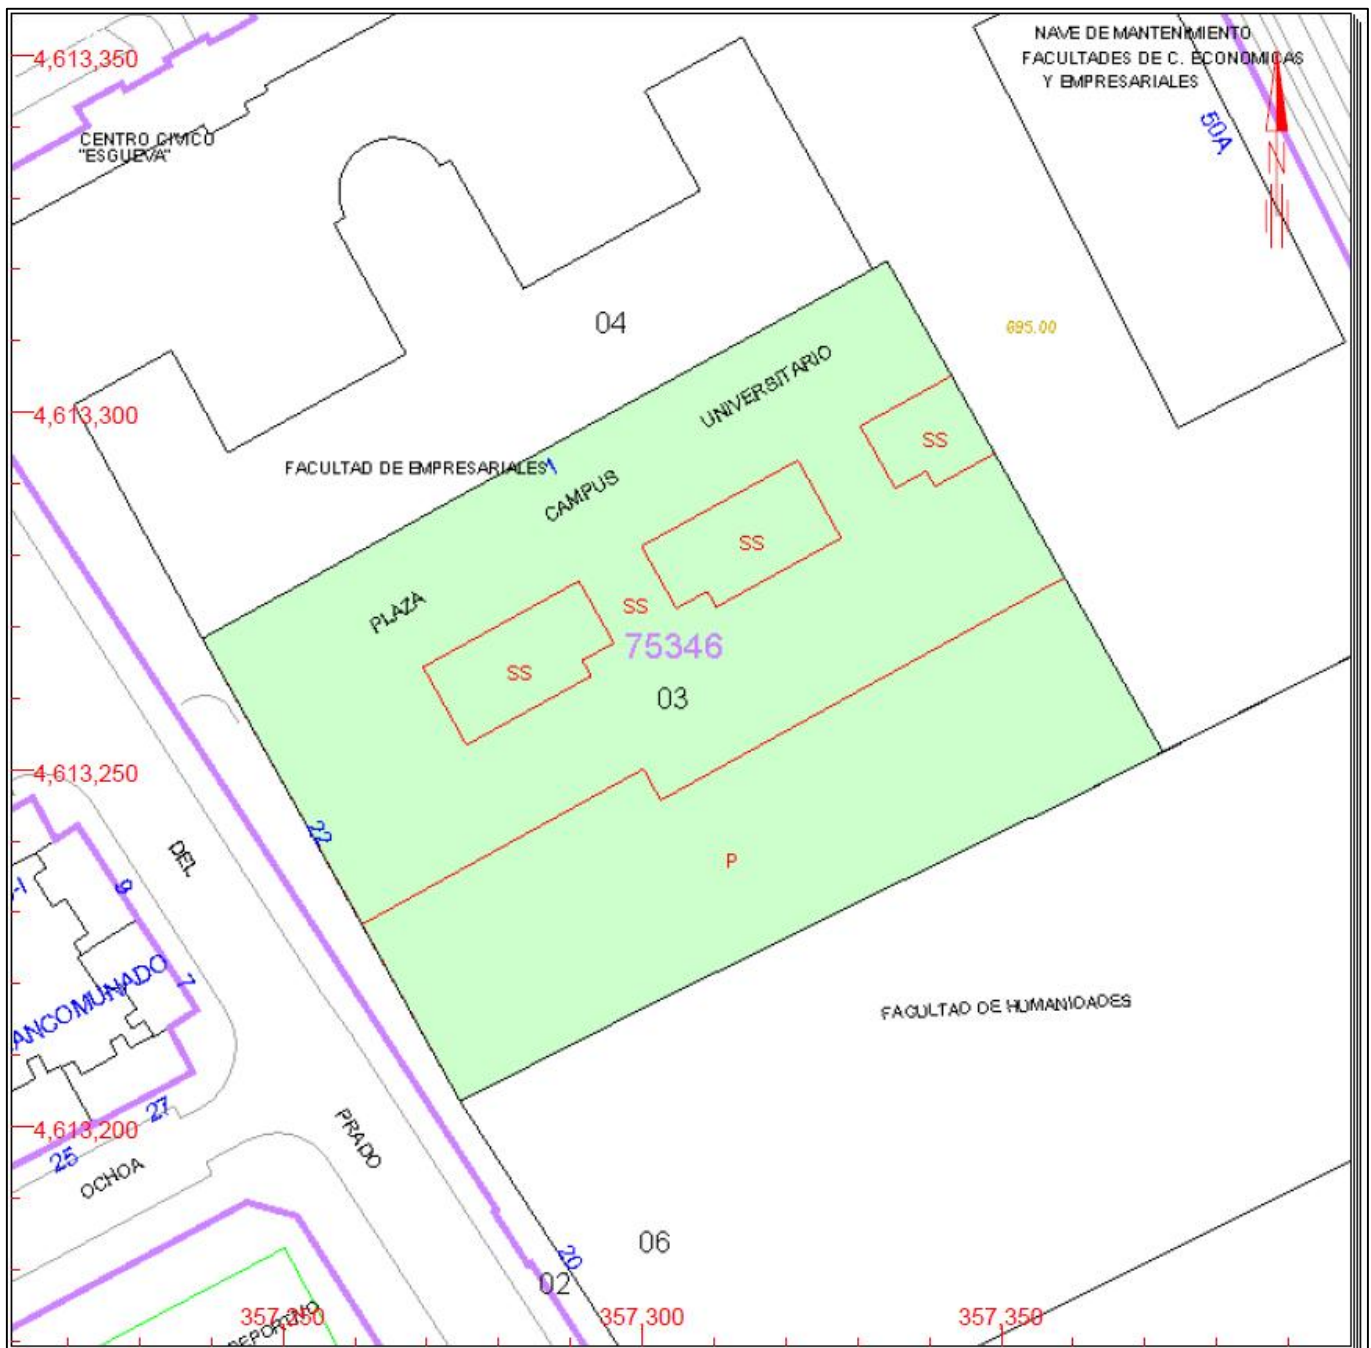 NAVE DE MANTENIMIENTO
FACULTADES DE C. ECONOMICAS
Y EMPRESARIALES
4,613,350
50A
CENTRO CIVICO
"ESGUEVA"
N
04
695.00
UNIVERSITARIO
4,613,300
SS
FACULTAD DE EMPRESARIALES
1
CAMPUS
SS
PLAZA
SS
75346
SS
03
4,613,250
22
DEL
P
9
7
ANCOMUNADO
FACULTAD DE HUMANIDADES
27
4,613,200
PRADO
25
OCHOA
06
20
02
357,250
357,300
357,350
DEPORTIVO